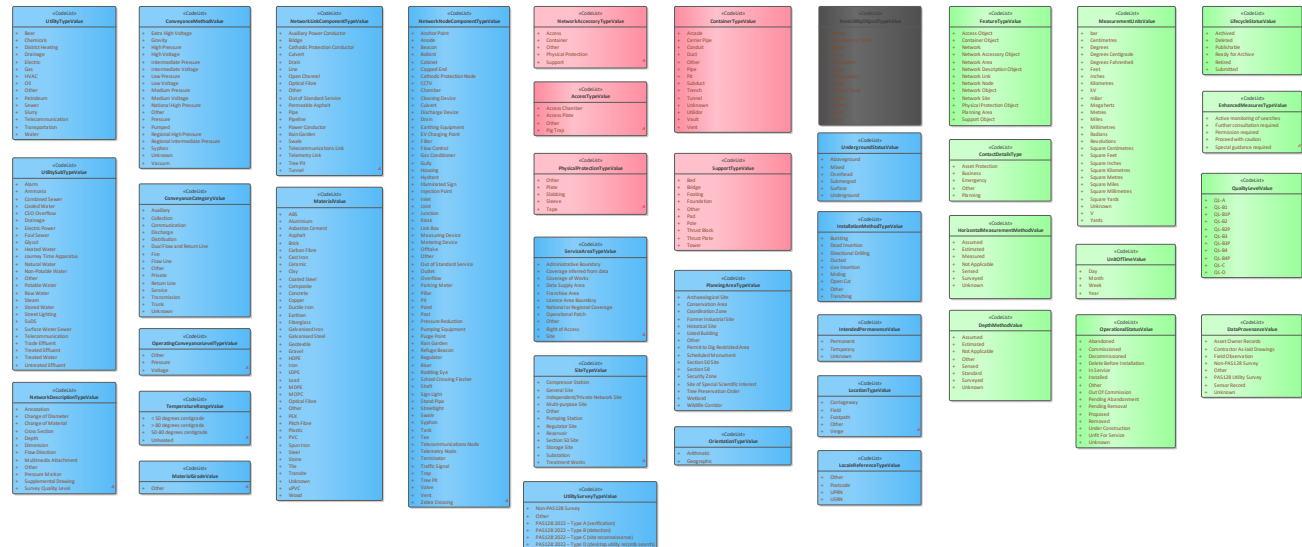 «CodeList»
UtilityTypeValue
+ Beer
+ Chemicals
+ District Heating
+ Drainage
+ Electric
+ Gas
+ HVAC
+ Oil
+ Other
+ Petroleum
+ Sewer
+ Slurry
+ Telecommunication
+ Transportation
+ Water
«CodeList»
UtilitySubTypeValue
+ Alarm
+ Ammonia
+ Combined Sewer
+ Cooled Water
+ CSO Overflow
+ Drainage
+ Electric Power
+ Foul Sewer
+ Glycol
+ Heated Water
+ Journey Time Apparatus
+ Natural Water
+ Non-Potable Water
+ Other
+ Potable Water
+ Raw Water
+ Steam
+ Stored Water
+ Street Lighting
+ SuDS
+ Surface Water Sewer
+ Telecommunication
+ Trade Effluent
+ Treated Effluent
+ Treated Water
+ Untreated Effluent
«CodeList»
NetworkDescriptionTypeValue
+ Annotation
+ Change of Diameter
+ Change of Material
+ Cross Section
+ Depth
+ Dimension
+ Flow Direction
+ Multimedia Attachment
+ Other
+ Pressure Marker
+ Supplemental Drawing
+ Survey Quality Level
«CodeList»
ConveyanceMethodValue
+ Extra High Voltage
+ Gravity
+ High Pressure
+ High Voltage
+ Intermediate Pressure
+ Intermediate Voltage
+ Low Pressure
+ Low Voltage
+ Medium Pressure
+ Medium Voltage
+ National High Pressure
+ Other
+ Pressure
+ Pumped
+ Regional High Pressure
+ Regional Intermediate Pressure
+ Syphon
+ Unknown
+ Vacuum
«CodeList»
ConveyanceCategoryValue
+ Auxiliary
+ Collection
+ Communication
+ Discharge
+ Distribution
+ Dual Flow and Return Line
+ Fire
+ Flow Line
+ Other
+ Private
+ Return Line
+ Service
+ Transmission
+ Trunk
+ Unknown
«CodeList»
OperatingConveyanceLevelTypeValue
+ Other
+ Pressure
+ Voltage
«CodeList»
TemperatureRangeValue
+ < 50 degrees centigrade
+ > 80 degrees centigrade
+ 50-80 degrees centigrade
+ Unheated
«CodeList»
MaterialGradeValue
+ Other
«CodeList»
NetworkLinkComponentTypeValue
+ Auxiliary Power Conductor
+ Bridge
+ Cathodic Protection Conductor
+ Culvert
+ Drain
+ Line
+ Open Channel
+ Optical Fibre
+ Other
+ Out of Standard Service
+ Permeable Asphalt
+ Pipe
+ Pipeline
+ Power Conductor
+ Rain Garden
+ Swale
+ Telecommunications Link
+ Telemetry Link
+ Tree Pit
+ Tunnel
«CodeList»
MaterialValue
+ ABS
+ Aluminium
+ Asbestos Cement
+ Asphalt
+ Brick
+ Carbon Fibre
+ Cast Iron
+ Ceramic
+ Clay
+ Coated Steel
+ Composite
+ Concrete
+ Copper
+ Ductile Iron
+ Earthen
+ Fiberglass
+ Galvanised Iron
+ Galvanised Steel
+ Geotextile
+ Gravel
+ HDPE
+ Iron
+ LDPE
+ Lead
+ MDPE
+ MOPC
+ Optical Fibre
+ Other
+ PEX
+ Pitch Fibre
+ Plastic
+ PVC
+ Spun Iron
+ Steel
+ Stone
+ Tile
+ Transite
+ Unknown
+ uPVC
+ Wood
«CodeList»
NetworkNodeComponentTypeValue
+ Anchor Point
+ Anode
+ Beacon
+ Bollard
+ Cabinet
+ Capped End
+ Cathodic Protection Node
+ CCTV
+ Chamber
+ Cleaning Device
+ Culvert
+ Discharge Device
+ Drain
+ Earthing Equipment
+ EV Charging Point
+ Filter
+ Flow Control
+ Gas Conditioner
+ Gully
+ Housing
+ Hydrant
+ Illuminated Sign
+ Injection Point
+ Inlet
+ Joint
+ Junction
+ Kiosk
+ Link Box
+ Measuring Device
+ Metering Device
+ Offtake
+ Other
+ Out of Standard Service
+ Outlet
+ Overflow
+ Parking Meter
+ Pillar
+ Pit
+ Pond
+ Post
+ Pressure Reduction
+ Pumping Equipment
+ Purge Point
+ Rain Garden
+ Refuge Beacon
+ Regulator
+ Riser
+ Rodding Eye
+ School Crossing Flasher
+ Shaft
+ Sign Light
+ Stand Pipe
+ Streetlight
+ Swale
+ Syphon
+ Tank
+ Tee
+ Telecommunications Node
+ Telemetry Node
+ Terminator
+ Traffic Signal
+ Trap
+ Tree Pit
+ Valve
+ Vent
+ Zebra Crossing
«CodeList»
NetworkAccessoryTypeValue
+ Access
+ Container
+ Other
+ Physical Protection
+ Support
«CodeList»
AccessTypeValue
+ Access Chamber
+ Access Plate
+ Other
+ Pig Trap
«CodeList»
PhysicalProtectionTypeValue
+ Other
+ Plate
+ Slabbing
+ Sleeve
+ Tape
«CodeList»
ServiceAreaTypeValue
+ Administrative Boundary
+ Coverage inferred from data
+ Coverage of Works
+ Data Supply Area
+ Franchise Area
+ Licence Area Boundary
+ National or Regional Coverage
+ Operational Patch
+ Other
+ Right of Access
+ Site
«CodeList»
SiteTypeValue
+ Compressor Station
+ General Site
+ Independent/Private Network Site
+ Multi-purpose Site
+ Other
+ Pumping Station
+ Regulator Site
+ Reservoir
+ Section 50 Site
+ Storage Site
+ Substation
+ Treatment Works
«CodeList»
UtilitySurveyTypeValue
+ Non-PAS128 Survey
+ Other
+ PAS128:2022 – Type A (verification)
+ PAS128:2022 – Type B (detection)
+ PAS128:2022 – Type C (site reconnaissance)
+ PAS128:2022 – Type D (desktop utility records search)
«CodeList»
ContainerTypeValue
+ Arcade
+ Carrier Pipe
+ Conduit
+ Duct
+ Other
+ Pipe
+ Pit
+ Subduct
+ Trench
+ Tunnel
+ Unknown
+ Utilidor
+ Vault
+ Vent
«CodeList»
SupportTypeValue
+ Bed
+ Bridge
+ Footing
+ Foundation
+ Other
+ Pad
+ Pole
+ Thrust Block
+ Thrust Plate
+ Tower
«CodeList»
PlanningAreaTypeValue
+ Archaeological Site
+ Conservation Area
+ Coordination Zone
+ Former Industrial Site
+ Historical Site
+ Listed Building
+ Other
+ Permit to Dig Restricted Area
+ Scheduled Monument
+ Section 50 Site
+ Section 58
+ Security Zone
+ Site of Special Scientific Interest
+ Tree Preservation Order
+ Wetland
+ Wildlife Corridor
«CodeList»
OrientationTypeValue
+ Arithmetic
+ Geographic
«CodeList»
UndergroundStatusValue
+ Aboveground
+ Mixed
+ Overhead
+ Submerged
+ Surface
+ Underground
«CodeList»
InstallationMethodTypeValue
+ Bursting
+ Dead Insertion
+ Directional Drilling
+ Ducted
+ Live Insertion
+ Moling
+ Open Cut
+ Other
+ Trenching
«CodeList»
IntendedPermanenceValue
+ Permanent
+ Temporary
+ Unknown
«CodeList»
LocationTypeValue
+ Carriageway
+ Field
+ Footpath
+ Other
+ Verge
«CodeList»
LocaleReferenceTypeValue
+ Other
+ Postcode
+ UPRN
+ USRN
«CodeList»
FeatureTypeValue
+ Access Object
+ Container Object
+ Network
+ Network Accessory Object
+ Network Area
+ Network Description Object
+ Network Link
+ Network Node
+ Network Object
+ Network Site
+ Physical Protection Object
+ Planning Area
+ Support Object
«CodeList»
ContactDetailsType
+ Asset Protection
+ Business
+ Emergency
+ Other
+ Planning
«CodeList»
HorizontalMeasurementMethodValue
+ Assumed
+ Estimated
+ Measured
+ Not Applicable
+ Sensed
+ Surveyed
+ Unknown
«CodeList»
DepthMethodValue
+ Assumed
+ Estimated
+ Not Applicable
+ Other
+ Sensed
+ Standard
+ Surveyed
+ Unknown
«CodeList»
MeasurementUnitsValue
+ bar
+ Centimetres
+ Degrees
+ Degrees Centigrade
+ Degrees Fahrenheit
+ Feet
+ Inches
+ Kilometres
+ kV
+ mBar
+ Megahertz
+ Metres
+ Miles
+ Millimetres
+ Radians
+ Revolutions
+ Square Centimetres
+ Square Feet
+ Square Inches
+ Square Kilometres
+ Square Metres
+ Square Miles
+ Square Millimetres
+ Square Yards
+ Unknown
+ V
+ Yards
«CodeList»
UnitOfTimeValue
+ Day
+ Month
+ Week
+ Year
«CodeList»
OperationalStatusValue
+ Abandoned
+ Commissioned
+ Decommissioned
+ Delete Before Installation
+ In Service
+ Installed
+ Other
+ Out Of Commission
+ Pending Abandonment
+ Pending Removal
+ Proposed
+ Removed
+ Under Construction
+ Unfit For Service
+ Unknown
«CodeList»
LifecycleStatusValue
+ Archived
+ Deleted
+ Publishable
+ Ready for Archive
+ Retired
+ Submitted
«CodeList»
EnhancedMeasuresTypeValue
+ Active monitoring of searches
+ Further consultation required
+ Permission required
+ Proceed with caution
+ Special guidance required
«CodeList»
QualityLevelValue
+ QL-A
+ QL-B1
+ QL-B1P
+ QL-B2
+ QL-B2P
+ QL-B3
+ QL-B3P
+ QL-B4
+ QL-B4P
+ QL-C
+ QL-D
«CodeList»
DataProvenanceValue
+ Asset Owner Records
+ Contractor As-laid Drawings
+ Field Observation
+ Non-PAS128 Survey
+ Other
+ PAS128 Utility Survey
+ Sensor Record
+ Unknown